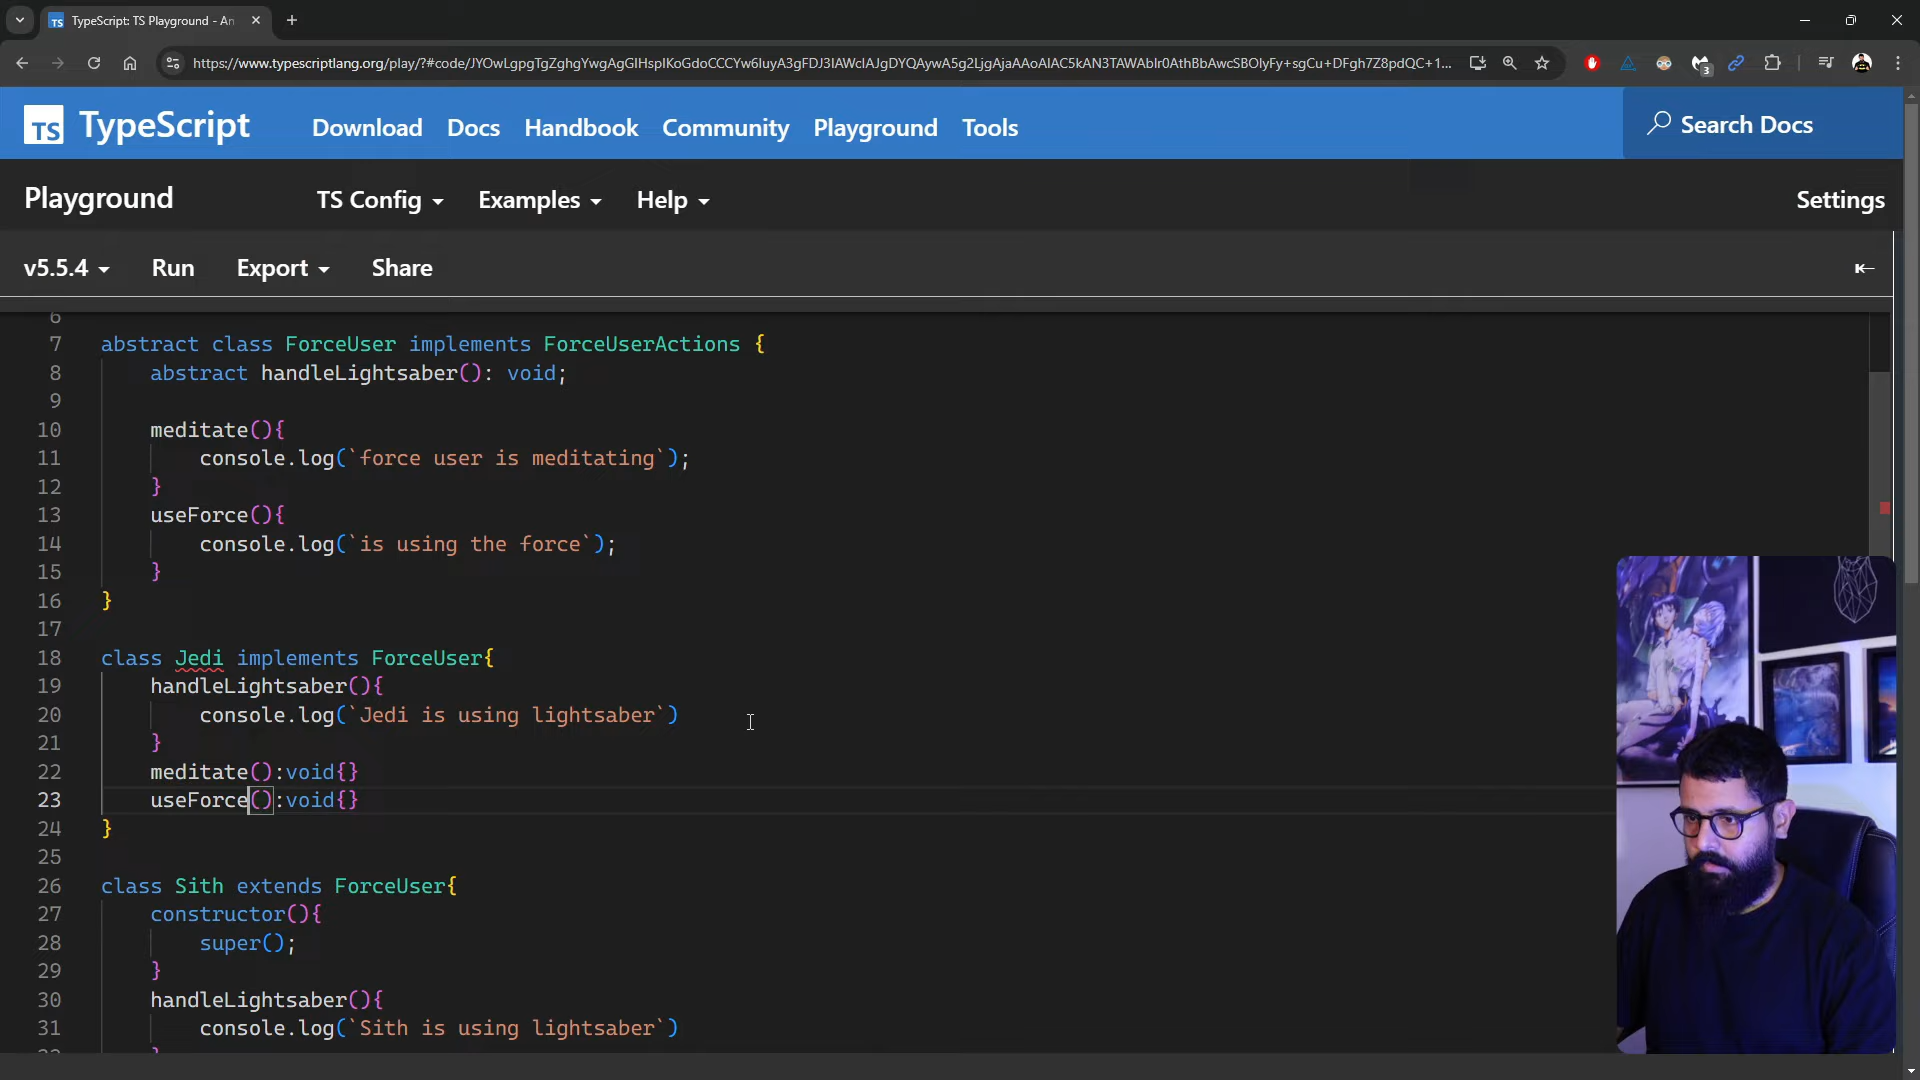 TypeScript: TS Playground - An
https://www.typescriptlang.org/play/?#code/
TS TypeScript Download Docs Handbook Community Playground Tools Search Docs
Playground TS Config Examples Help Settings
v5.5.4 Run Export Share
6
7 abstract class ForceUser implements ForceUserActions {
8 abstract handleLightsaber(): void;
9
10 meditate(){
11 console.log(`force user is meditating`);
12 }
13 useForce(){
14 console.log(`is using the force`);
15 }
16 }
17
18 class Jedi implements ForceUser{
19 handleLightsaber(){
20 console.log(`Jedi is using lightsaber`)
21 }
22 meditate():void{}
23 useForce():void{}
24 }
25
26 class Sith extends ForceUser{
27 constructor(){
28 super();
29 }
30 handleLightsaber(){
31 console.log(`Sith is using lightsaber`)